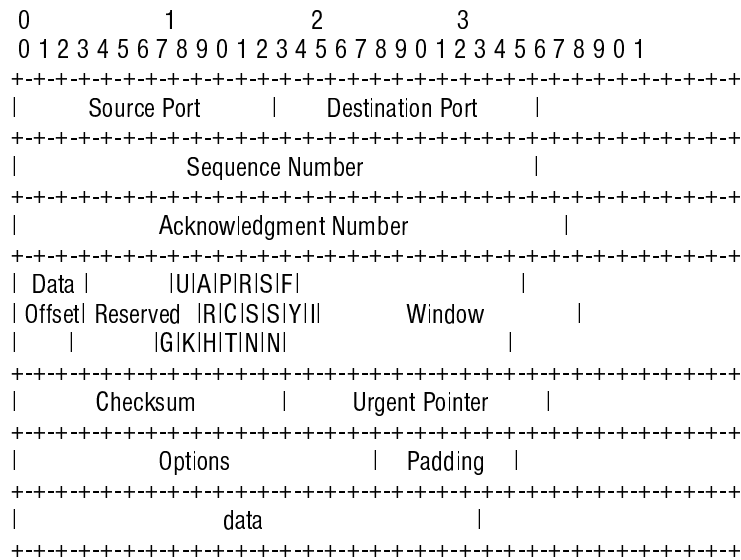 0 1 2 3
0 1 2 3 4 5 6 7 8 9 0 1 2 3 4 5 6 7 8 9 0 1 2 3 4 5 6 7 8 9 0 1
+-+-+-+-+-+-+-+-+-+-+-+-+-+-+-+-+-+-+-+-+-+-+-+-+-+-+-+-+-+-+-+-+
| Source Port | Destination Port |
+-+-+-+-+-+-+-+-+-+-+-+-+-+-+-+-+-+-+-+-+-+-+-+-+-+-+-+-+-+-+-+-+
| Sequence Number |
+-+-+-+-+-+-+-+-+-+-+-+-+-+-+-+-+-+-+-+-+-+-+-+-+-+-+-+-+-+-+-+-+
| Acknowledgment Number |
+-+-+-+-+-+-+-+-+-+-+-+-+-+-+-+-+-+-+-+-+-+-+-+-+-+-+-+-+-+-+-+-+
| Data | |U|A|P|R|S|F| |
| Offset| Reserved |R|C|S|S|Y|I| Window |
| | |G|K|H|T|N|N| |
+-+-+-+-+-+-+-+-+-+-+-+-+-+-+-+-+-+-+-+-+-+-+-+-+-+-+-+-+-+-+-+-+
| Checksum | Urgent Pointer |
+-+-+-+-+-+-+-+-+-+-+-+-+-+-+-+-+-+-+-+-+-+-+-+-+-+-+-+-+-+-+-+-+
| Options | Padding |
+-+-+-+-+-+-+-+-+-+-+-+-+-+-+-+-+-+-+-+-+-+-+-+-+-+-+-+-+-+-+-+-+
| data |
+-+-+-+-+-+-+-+-+-+-+-+-+-+-+-+-+-+-+-+-+-+-+-+-+-+-+-+-+-+-+-+-+